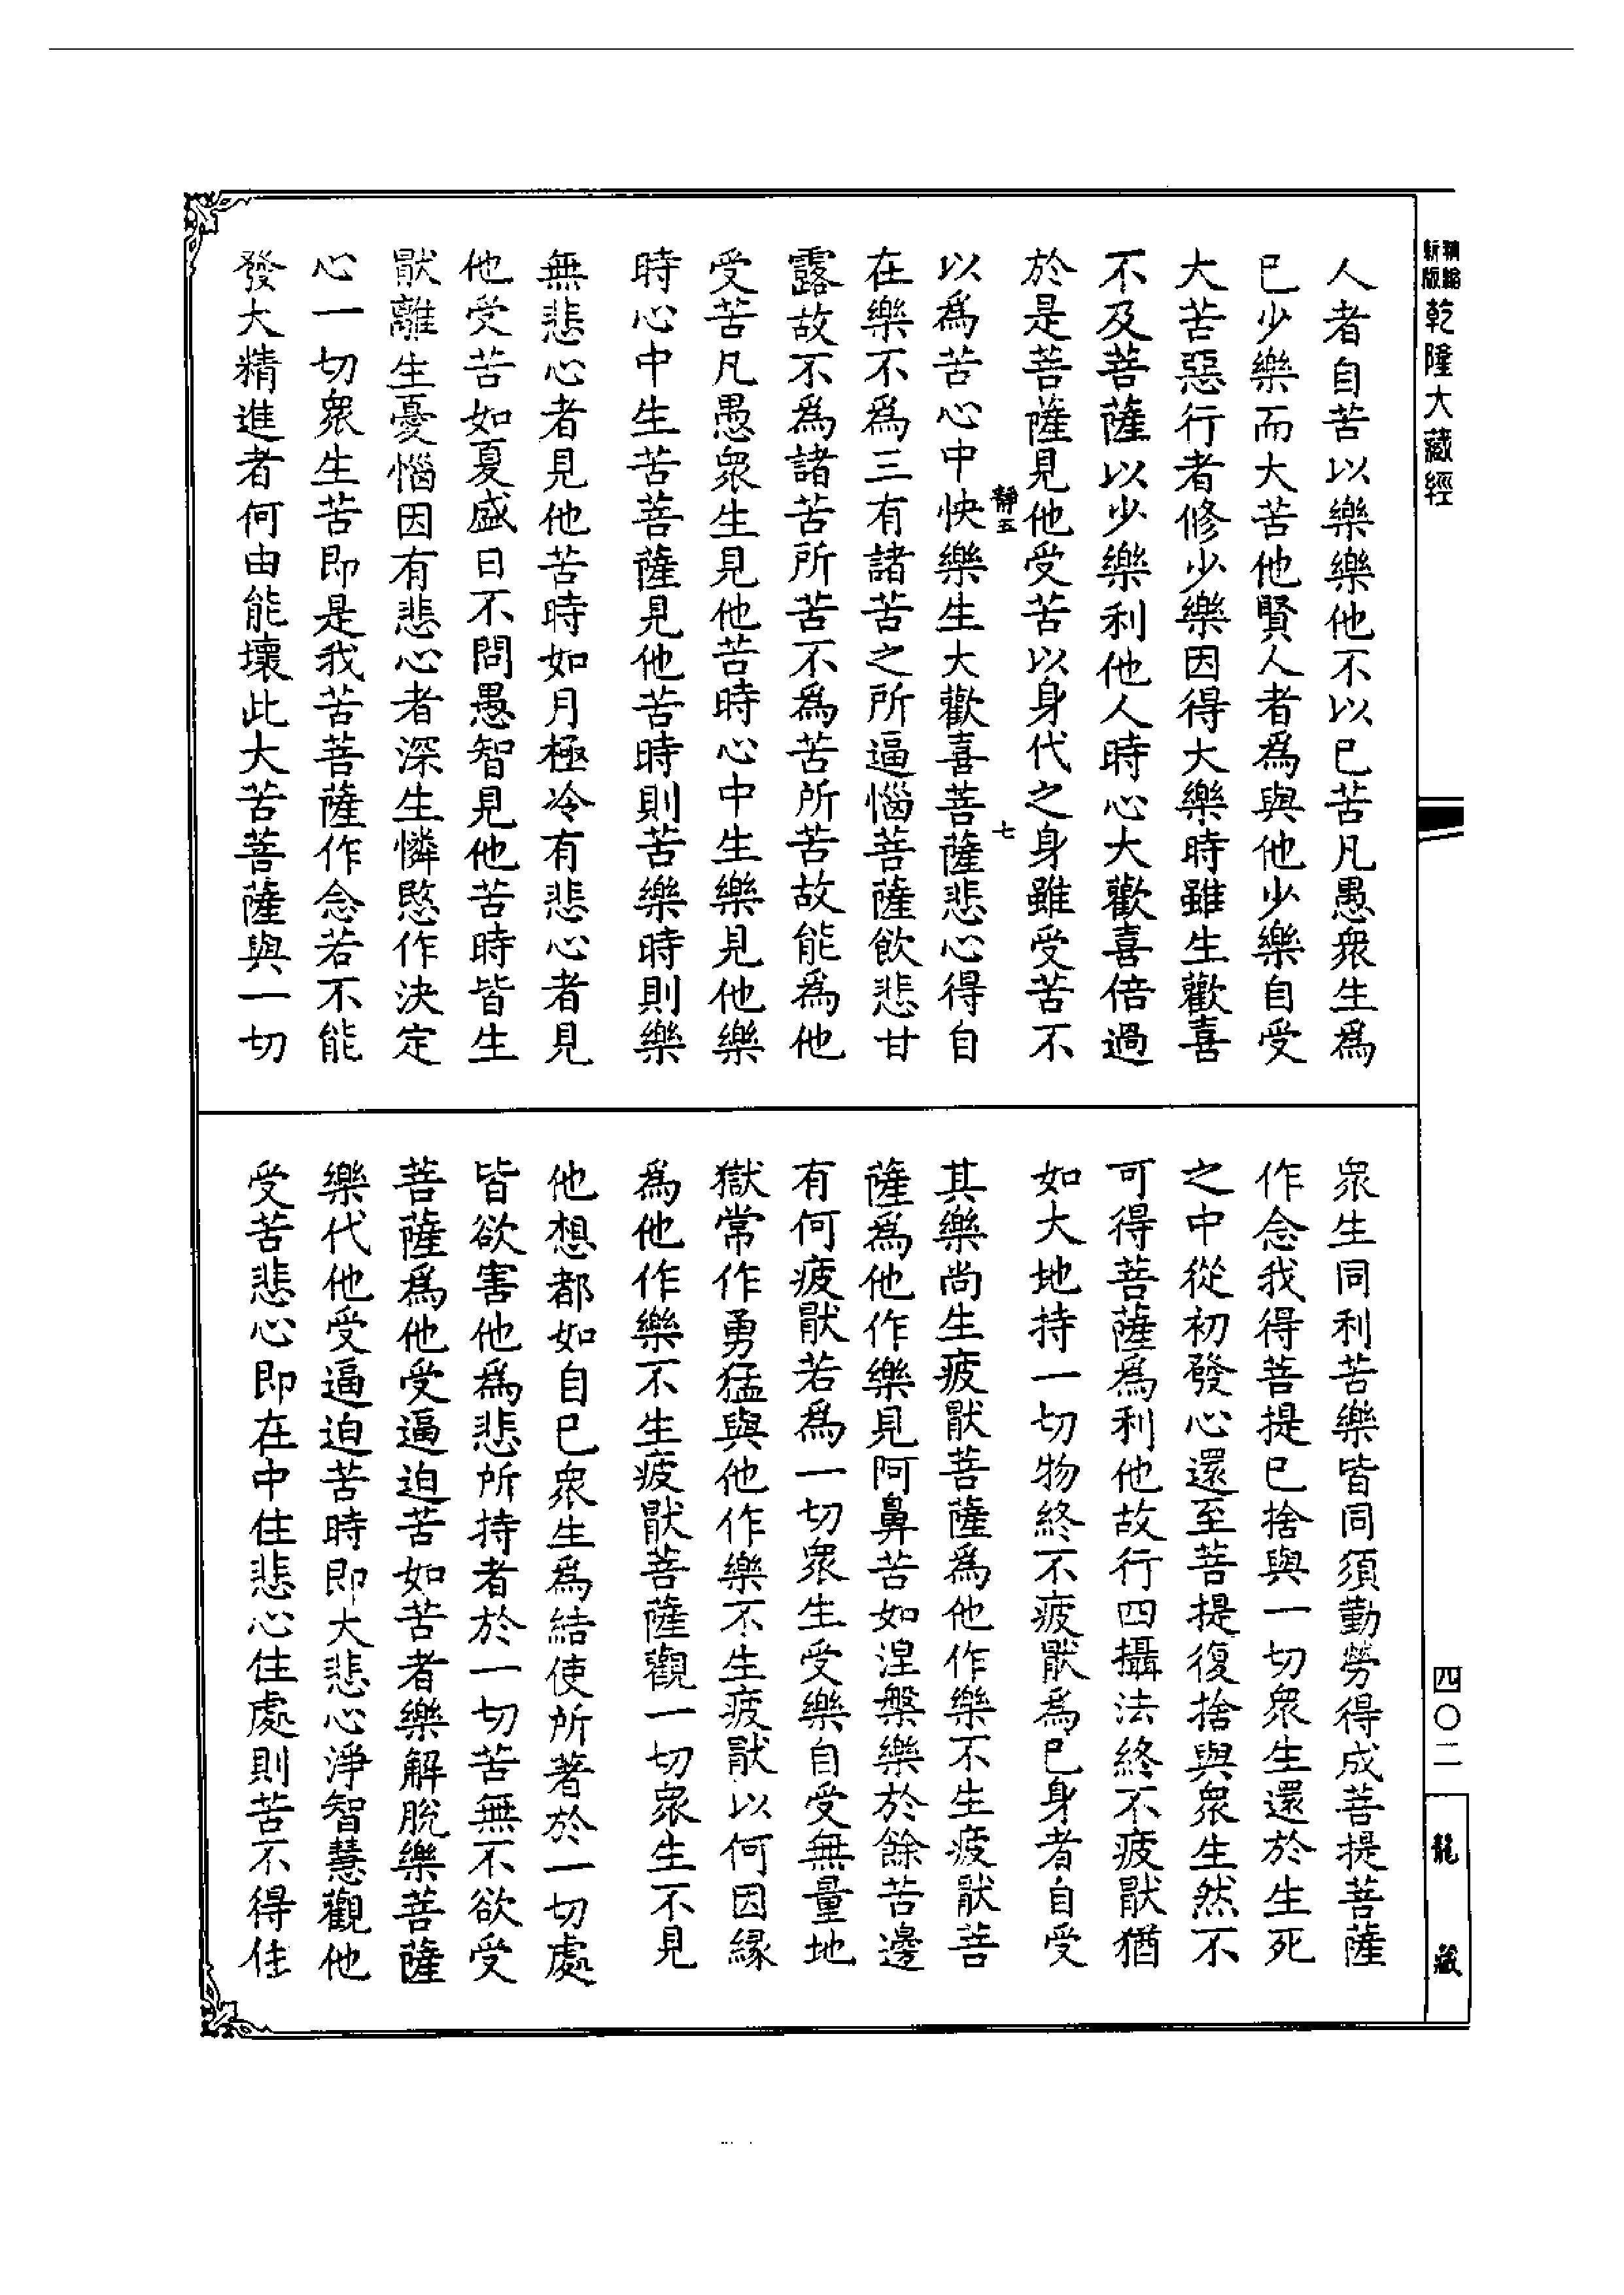 精縮新版乾隆大藏經
人者自苦以樂樂他不以已苦凡愚衆生爲
已少樂而大苦他賢人者爲與他少樂自受
大苦惡行者修少樂因得大樂時雖生歡喜
不及菩薩以少樂利他人時心大歡喜倍過
於是菩薩見他受苦以身代之身雖受苦不
靜五 七
以爲苦心中快樂生大歡喜菩薩悲心得自
在樂不爲三有諸苦之所逼惱菩薩飲悲甘
露故不爲諸苦所苦不爲苦所苦故能爲他
受苦凡愚衆生見他苦時心中生樂見他樂
時心中生苦菩薩見他苦時則苦樂時則樂
無悲心者見他苦時如月極冷有悲心者見
他受苦如夏盛日不問愚智見他苦時皆生
猒離生憂惱因有悲心者深生憐愍作決定
心一切衆生苦即是我苦菩薩作念若不能
發大精進者何由能壞此大苦菩薩與一切
衆生同利苦樂皆同須勤勞得成菩提菩薩
作念我得菩提已捨與一切衆生還於生死
之中從初發心還至菩提復捨與衆生然不
可得菩薩爲利他故行四攝法終不疲猒猶
如大地持一切物終不疲猒爲已身者自受
其樂尚生疲猒菩薩爲他作樂不生疲猒菩
薩爲他作樂見阿鼻苦如涅槃樂於餘苦邊
有何疲猒若爲一切衆生受樂自受無量地
獄常作勇猛與他作樂不生疲猒以何因緣
爲他作樂不生疲猒菩薩觀一切衆生不見
他想都如自已衆生爲結使所著於一切處
皆欲害他爲悲所持者於一切苦無不欲受
菩薩爲他受逼迫苦如苦者樂解脫樂菩薩
樂代他受逼迫苦時即大悲心淨智慧觀他
受苦悲心即在中住悲心住處則苦不得住
四〇二
龍藏